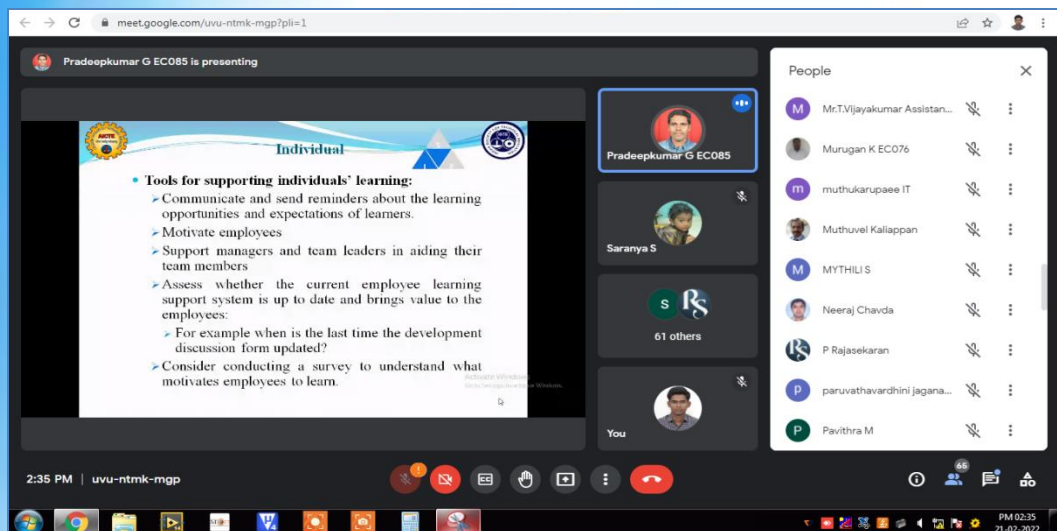 meet.google.com/uvu-ntmk-mgp?pli=1
Pradeepkumar G EC085 is presenting
AICTE
Individual
• Tools for supporting individuals' learning:
➢ Communicate and send reminders about the learning
opportunities and expectations of learners.
➢ Motivate employees
➢ Support managers and team leaders in aiding their
team members
➢ Assess whether the current employee learning
support system is up to date and brings value to the
employees:
➢ For example when is the last time the development
discussion form updated?
➢ Consider conducting a survey to understand what
motivates employees to learn.
Activate Windows
Pradeepkumar G EC085
Saranya S
S
RS
61 others
You
People
M
Mr.T.Vijayakumar Assistan...
Murugan K EC076
m
muthukarupaee IT
Muthuvel Kaliappan
M
MYTHILI S
Neeraj Chavda
RS
P Rajasekaran
p
paruvathavardhini jagana...
P
Pavithra M
2:35 PM | uvu-ntmk-mgp
65
PM 02:35
21-02-2022